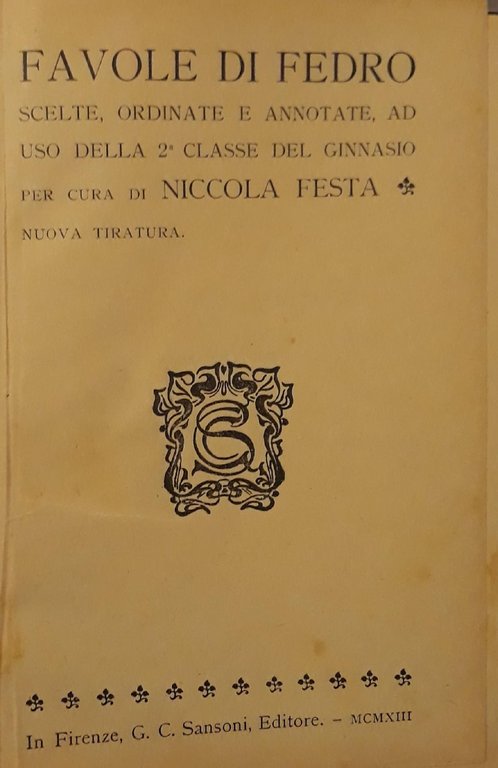 FAVOLE DI FEDRO
SCELTE, ORDINATE E ANNOTATE, AD
USO DELLA 2ª CLASSE DEL GINNASIO
PER CURA DI NICCOLA FESTA
NUOVA TIRATURA.
In Firenze, G. C. Sansoni, Editore. – MCMXIII